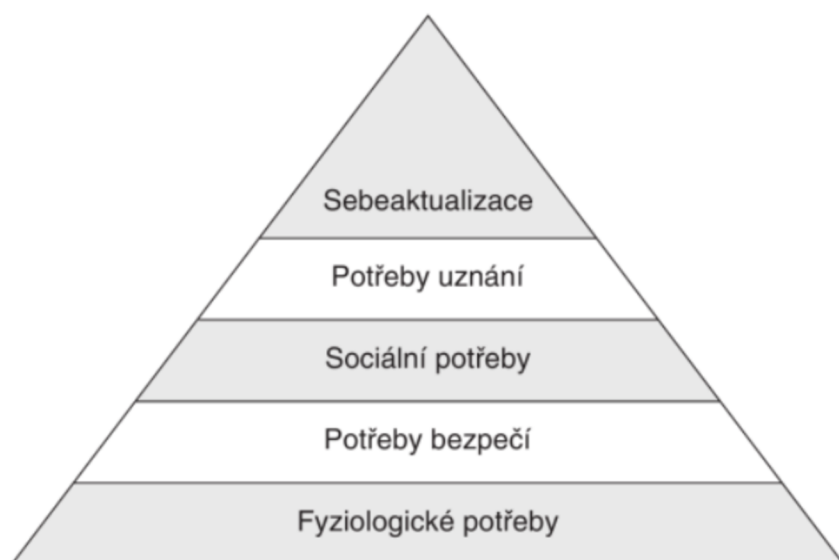 Sebeaktualizace
Potřeby uznání
Sociální potřeby
Potřeby bezpečí
Fyziologické potřeby